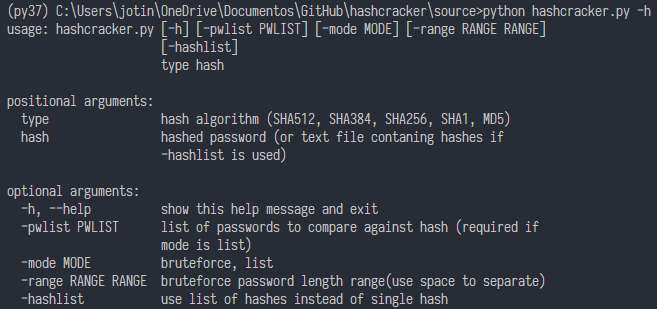 (py37) C:\Users\jotin\OneDrive\Documentos\GitHub\hashcracker\source>python hashcracker.py -h
usage: hashcracker.py [-h] [-pwlist PWLIST] [-mode MODE] [-range RANGE RANGE]
[-hashlist]
type hash
positional arguments:
type hash algorithm (SHA512, SHA384, SHA256, SHA1, MD5)
hash hashed password (or text file contaning hashes if
-hashlist is used)
optional arguments:
-h, --help show this help message and exit
-pwlist PWLIST list of passwords to compare against hash (required if
mode is list)
-mode MODE bruteforce, list
-range RANGE RANGE bruteforce password length range(use space to separate)
-hashlist use list of hashes instead of single hash